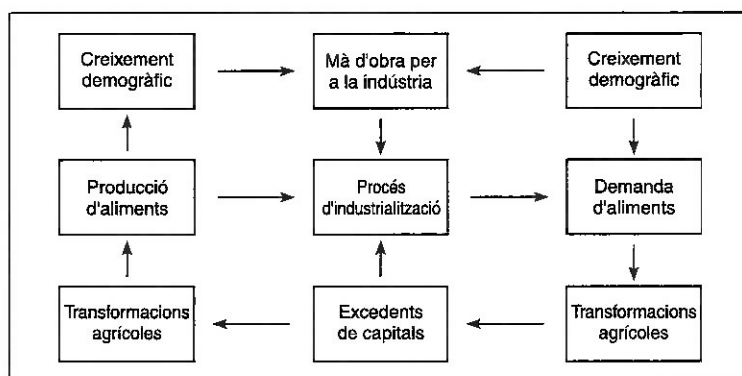 Creixement
demogràfic
Mà d'obra per
a la indústria
Creixement
demogràfic
Producció
d'aliments
Procés
d'industrialització
Demanda
d'aliments
Transformacions
agrícoles
Excedents
de capitals
Transformacions
agrícoles